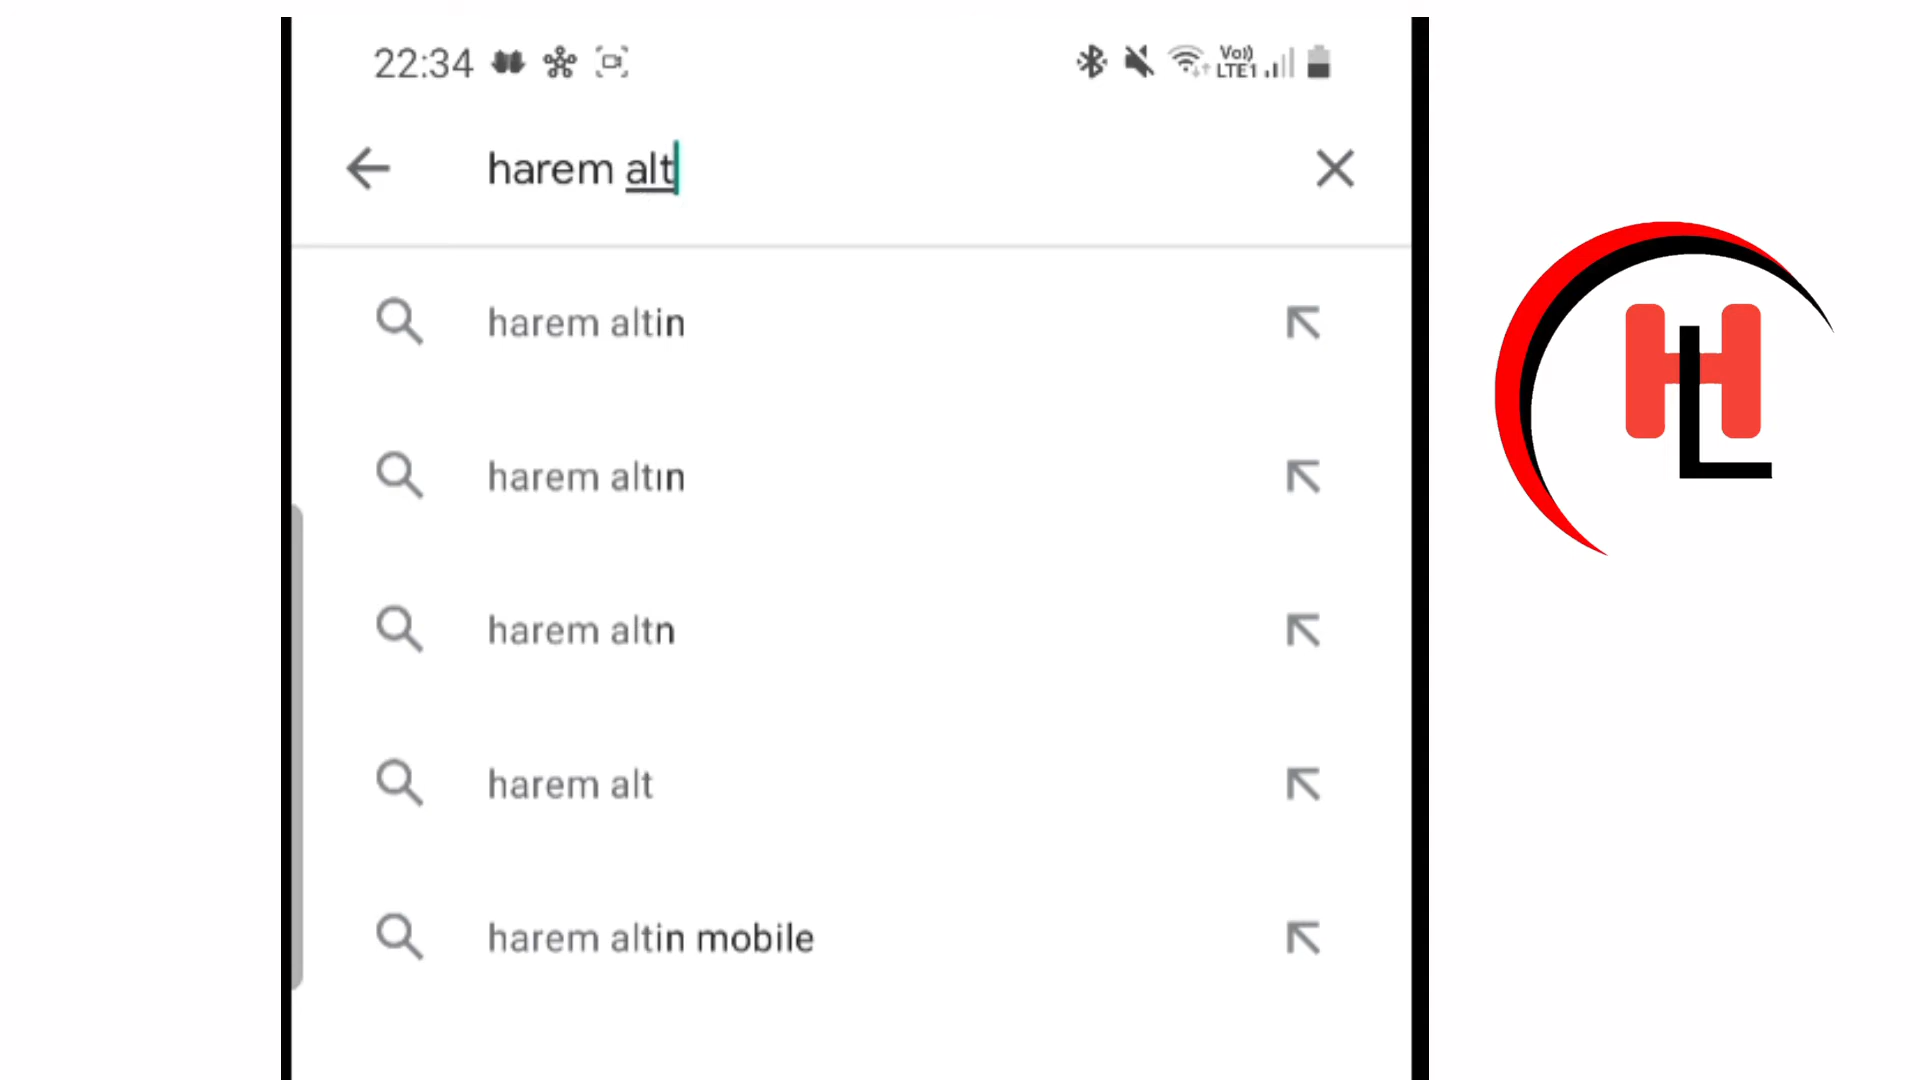 22:34
Vo))
LTE1
harem alt
harem altin
harem altın
harem altn
harem alt
harem altin mobile
HL